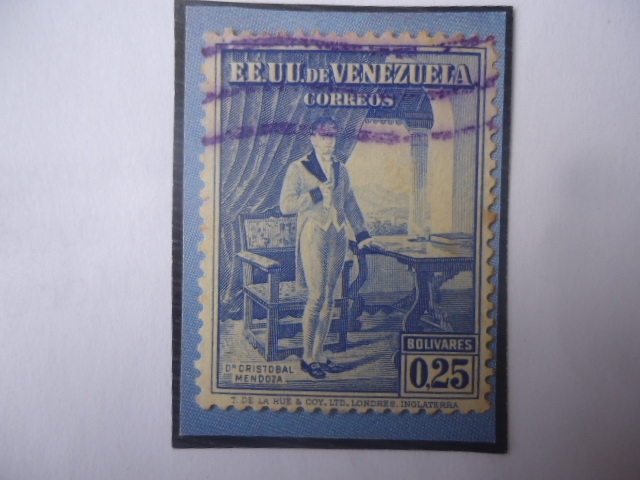 EE.UU. DE VENEZUELA
CORREOS
BOLIVARES
0,25
DR CRISTOBAL
MENDOZA
T. DE LA RUE & COY. LTD. LONDRES. INGLATERRA